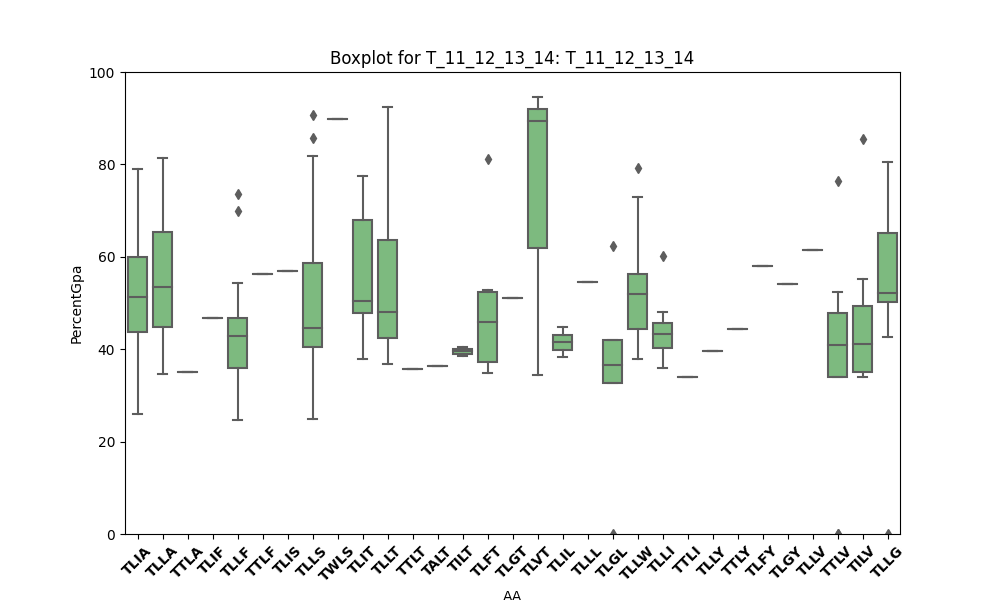 Boxplot for T_11_12_13_14: T_11_12_13_14
100
80
60
40
20
0
PercentGpa
TLIA TLLA TTLA TLIF TLLF TTLF TLIS TLLS TWLS TLIT TLLT TTLT TALT TILT TLFT TLGT TLVT TLIL TLLL TLGL TLLW TLLI TTLI TLLY TTLY TLFY TLGY TLLV TTLV TILV TLLG
AA